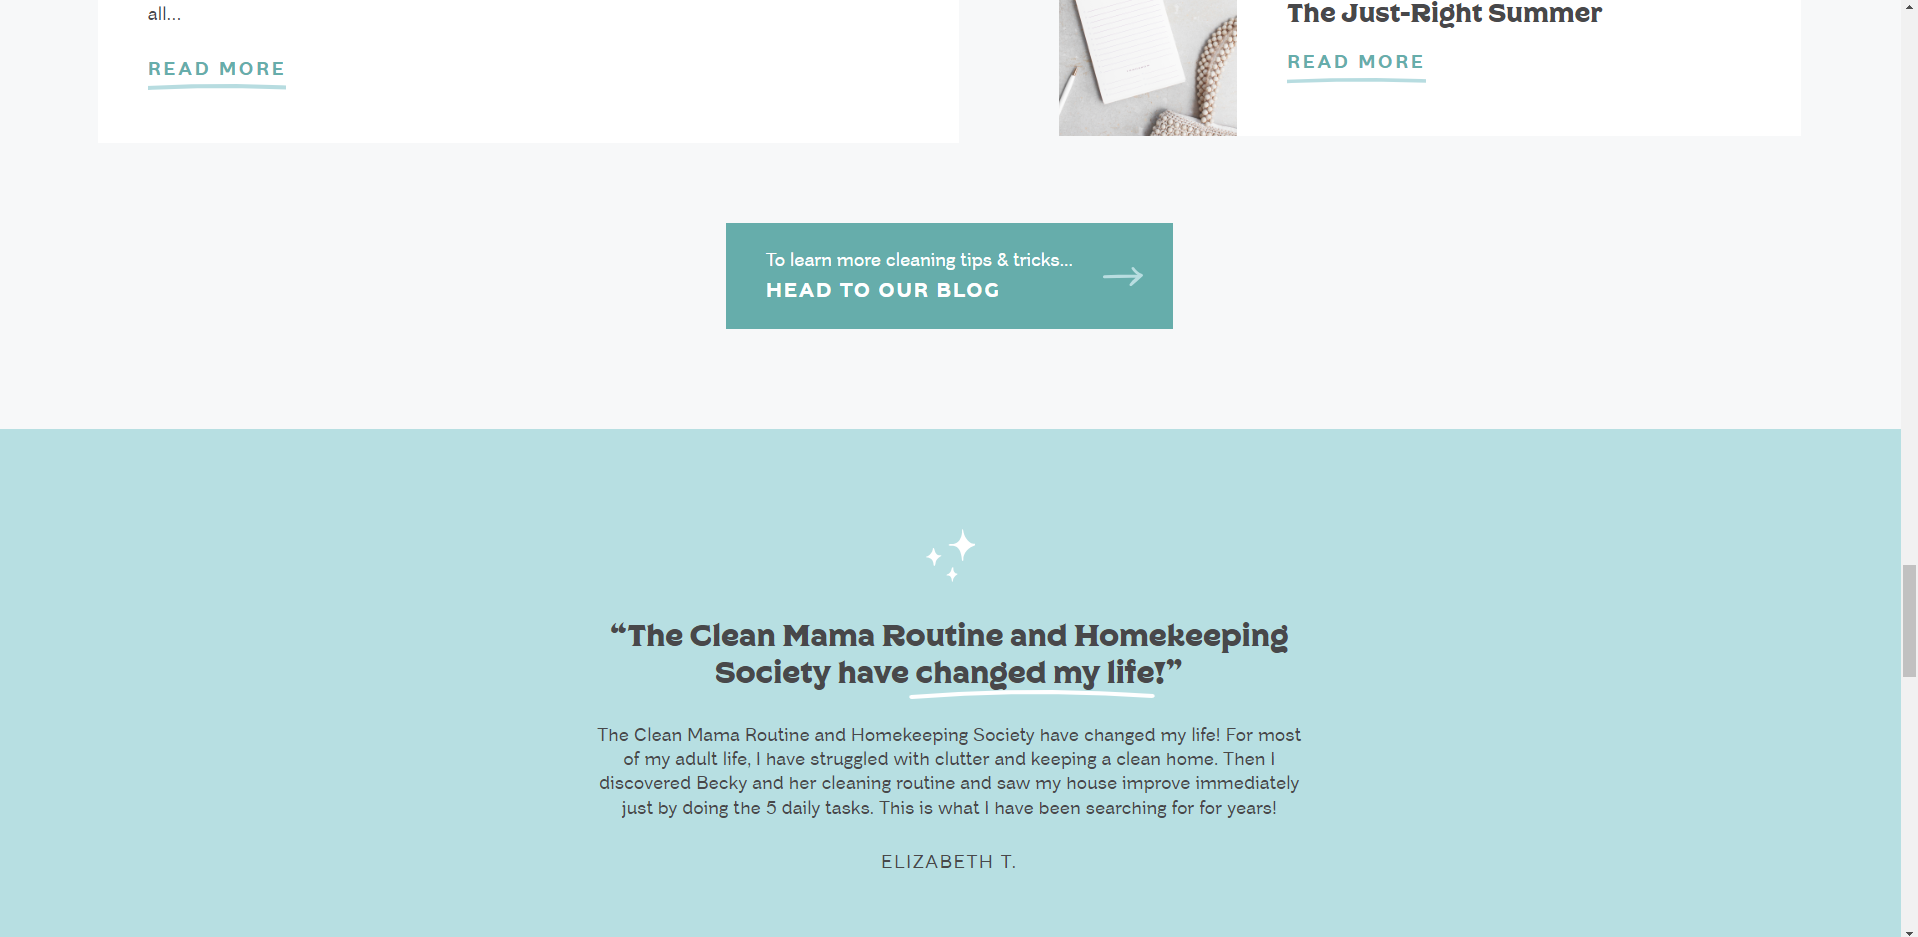 all...
READ MORE
The Just-Right Summer
READ MORE
To learn more cleaning tips & tricks...
HEAD TO OUR BLOG
“The Clean Mama Routine and Homekeeping
Society have changed my life!”
The Clean Mama Routine and Homekeeping Society have changed my life! For most
of my adult life, I have struggled with clutter and keeping a clean home. Then I
discovered Becky and her cleaning routine and saw my house improve immediately
just by doing the 5 daily tasks. This is what I have been searching for for years!
ELIZABETH T.